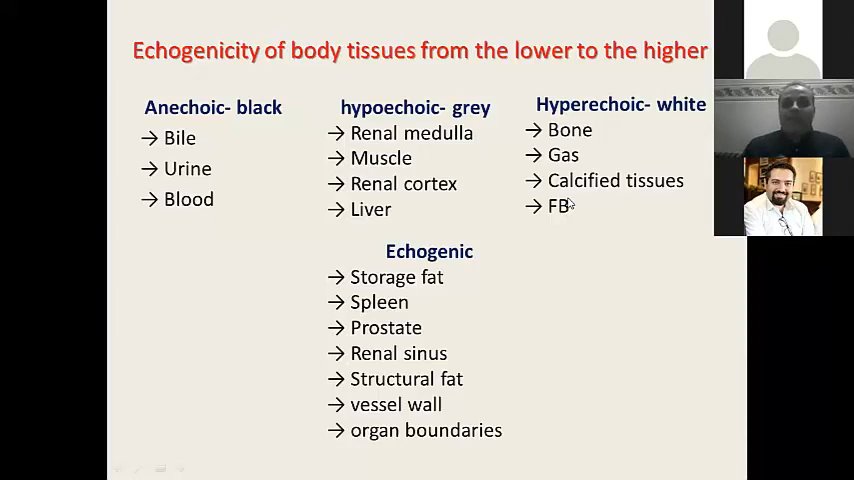 Echogenicity of body tissues from the lower to the higher
Anechoic- black
→ Bile
→ Urine
→ Blood
hypoechoic- grey
→ Renal medulla
→ Muscle
→ Renal cortex
→ Liver
Hyperechoic- white
→ Bone
→ Gas
→ Calcified tissues
→ FB
Echogenic
→ Storage fat
→ Spleen
→ Prostate
→ Renal sinus
→ Structural fat
→ vessel wall
→ organ boundaries